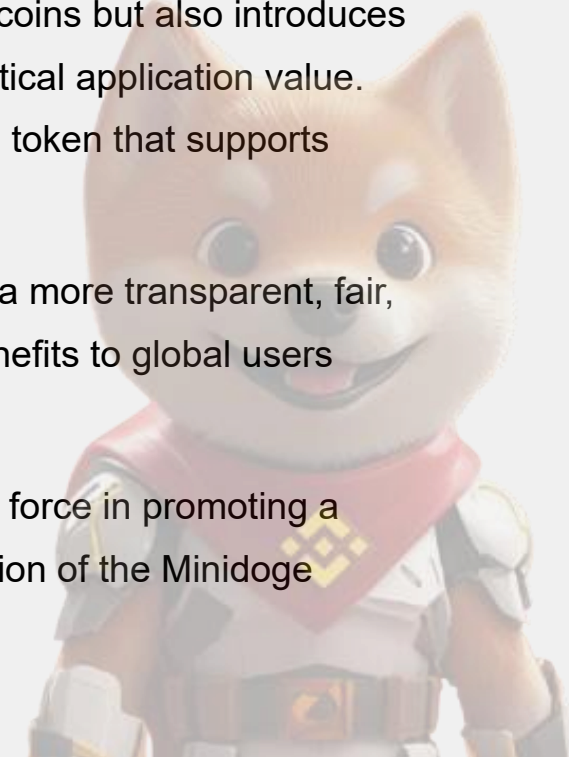 coins but also introduces
tical application value.
token that supports
a more transparent, fair,
nefits to global users
force in promoting a
ion of the Minidoge